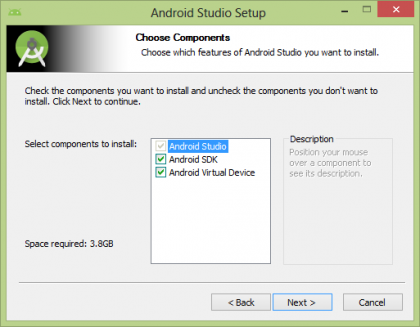 Android Studio Setup
Choose Components
Choose which features of Android Studio you want to install.
Check the components you want to install and uncheck the components you don't want to
install. Click Next to continue.
Select components to install:
Android Studio
Android SDK
Android Virtual Device
Description
Position your mouse
over a component to
see its description.
Space required: 3.8GB
< Back
Next >
Cancel